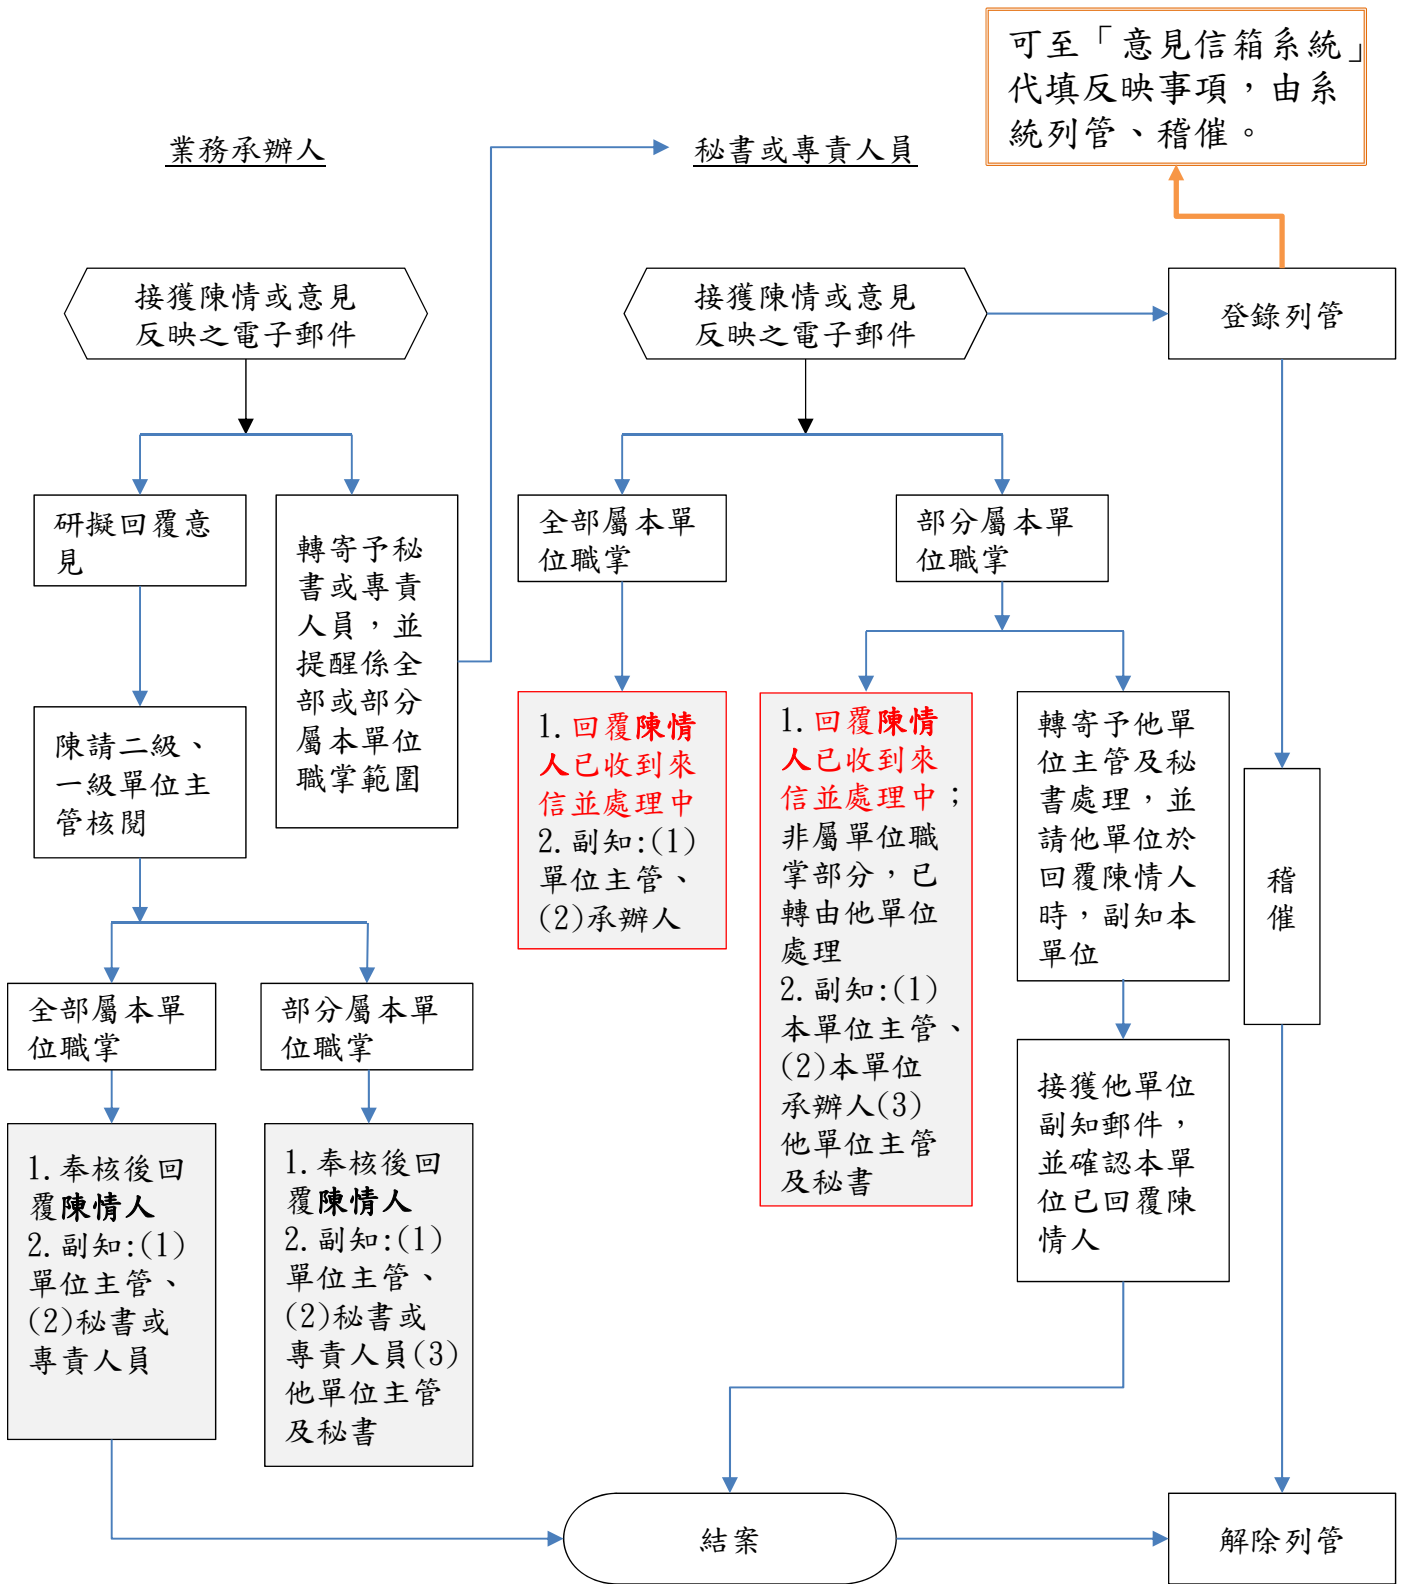 可至「意見信箱系統」
代填反映事項，由系
統列管、稽催。
業務承辦人
秘書或專責人員
接獲陳情或意見
反映之電子郵件
接獲陳情或意見
反映之電子郵件
登錄列管
研擬回覆意
見
轉寄予秘
書或專責
人員，並
提醒係全
部或部分
屬本單位
職掌範圍
全部屬本單
位職掌
部分屬本單
位職掌
陳請二級、
一級單位主
管核閱
1.回覆陳情
人已收到來
信並處理中
2.副知:(1)
單位主管、
(2)承辦人
1.回覆陳情
人已收到來
信並處理中；
非屬單位職
掌部分，已
轉由他單位
處理
2.副知:(1)
本單位主管、
(2)本單位
承辦人(3)
他單位主管
及秘書
轉寄予他單
位主管及秘
書處理，並
請他單位於
回覆陳情人
時，副知本
單位
稽
催
全部屬本單
位職掌
部分屬本單
位職掌
接獲他單位
副知郵件，
並確認本單
位已回覆陳
情人
1.奉核後回
覆陳情人
2.副知:(1)
單位主管、
(2)秘書或
專責人員
1.奉核後回
覆陳情人
2.副知:(1)
單位主管、
(2)秘書或
專責人員(3)
他單位主管
及秘書
結案
解除列管